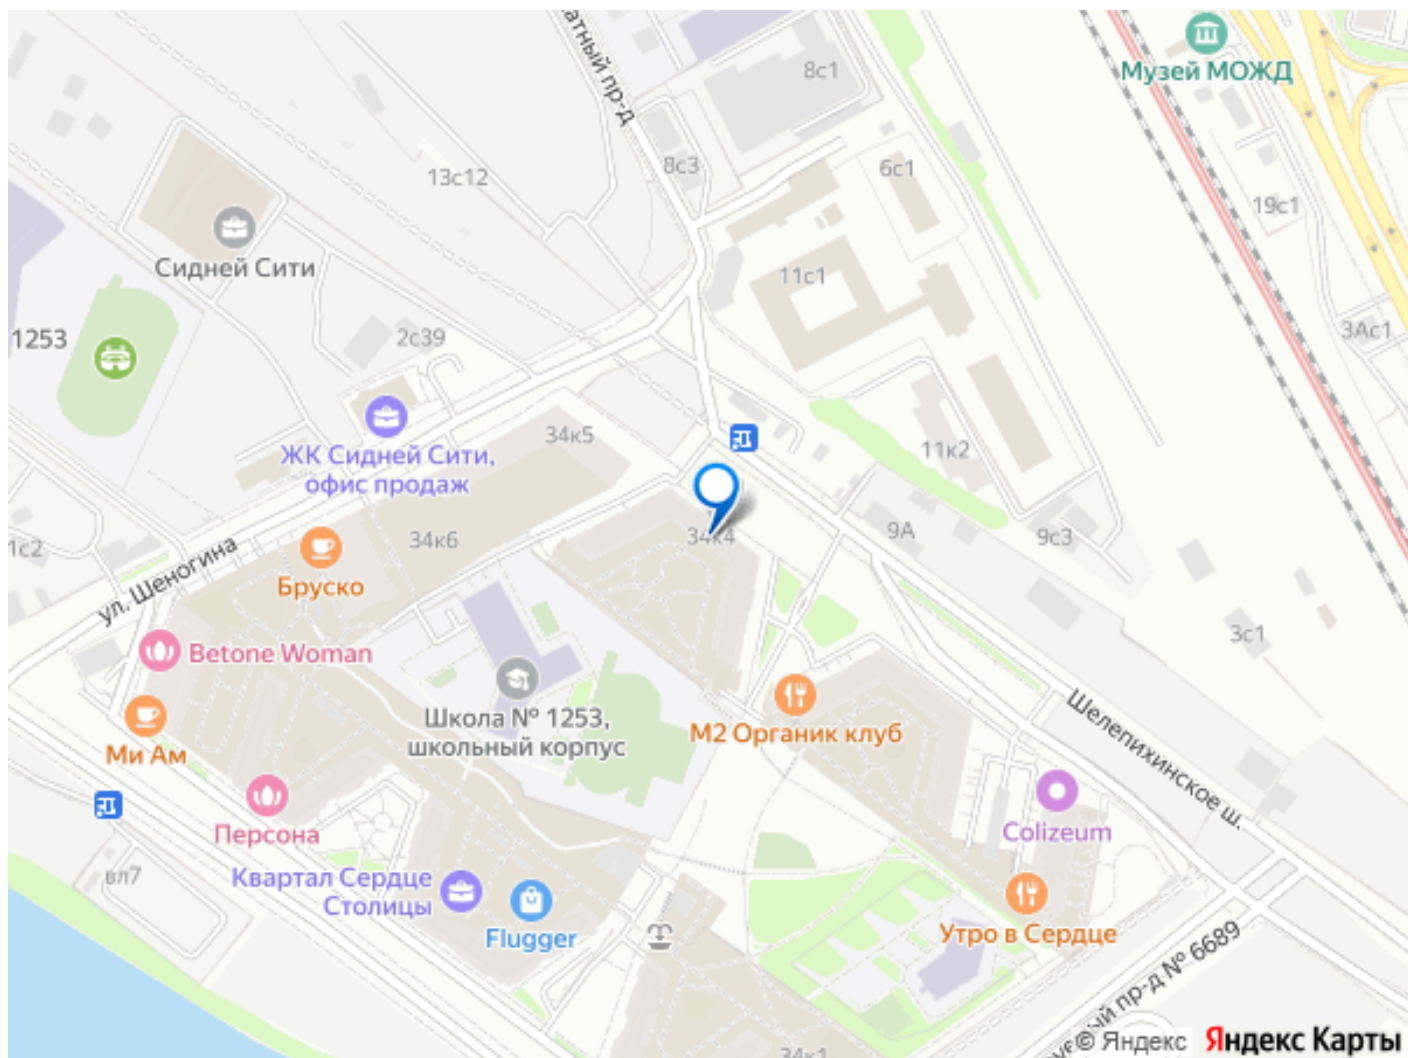 атный пр-д
8с1
Музей МОЖД
8с3
6с1
13с12
19с1
Сидней Сити
11с1
1253
2с39
3Ас1
34к5
11к2
ЖК Сидней Сити,
офис продаж
34к4
9А
9с3
1с2
34к6
ул. Шеногина
Бруско
3с1
Betone Woman
Школа № 1253,
школьный корпус
М2 Органик клуб
Шелепихинское ш.
Ми Ам
Персона
Colizeum
вл7
Квартал Сердце
Столицы
Flugger
Утро в Сердце
ный пр-д № 6689
34к1
© Яндекс
Яндекс Карты